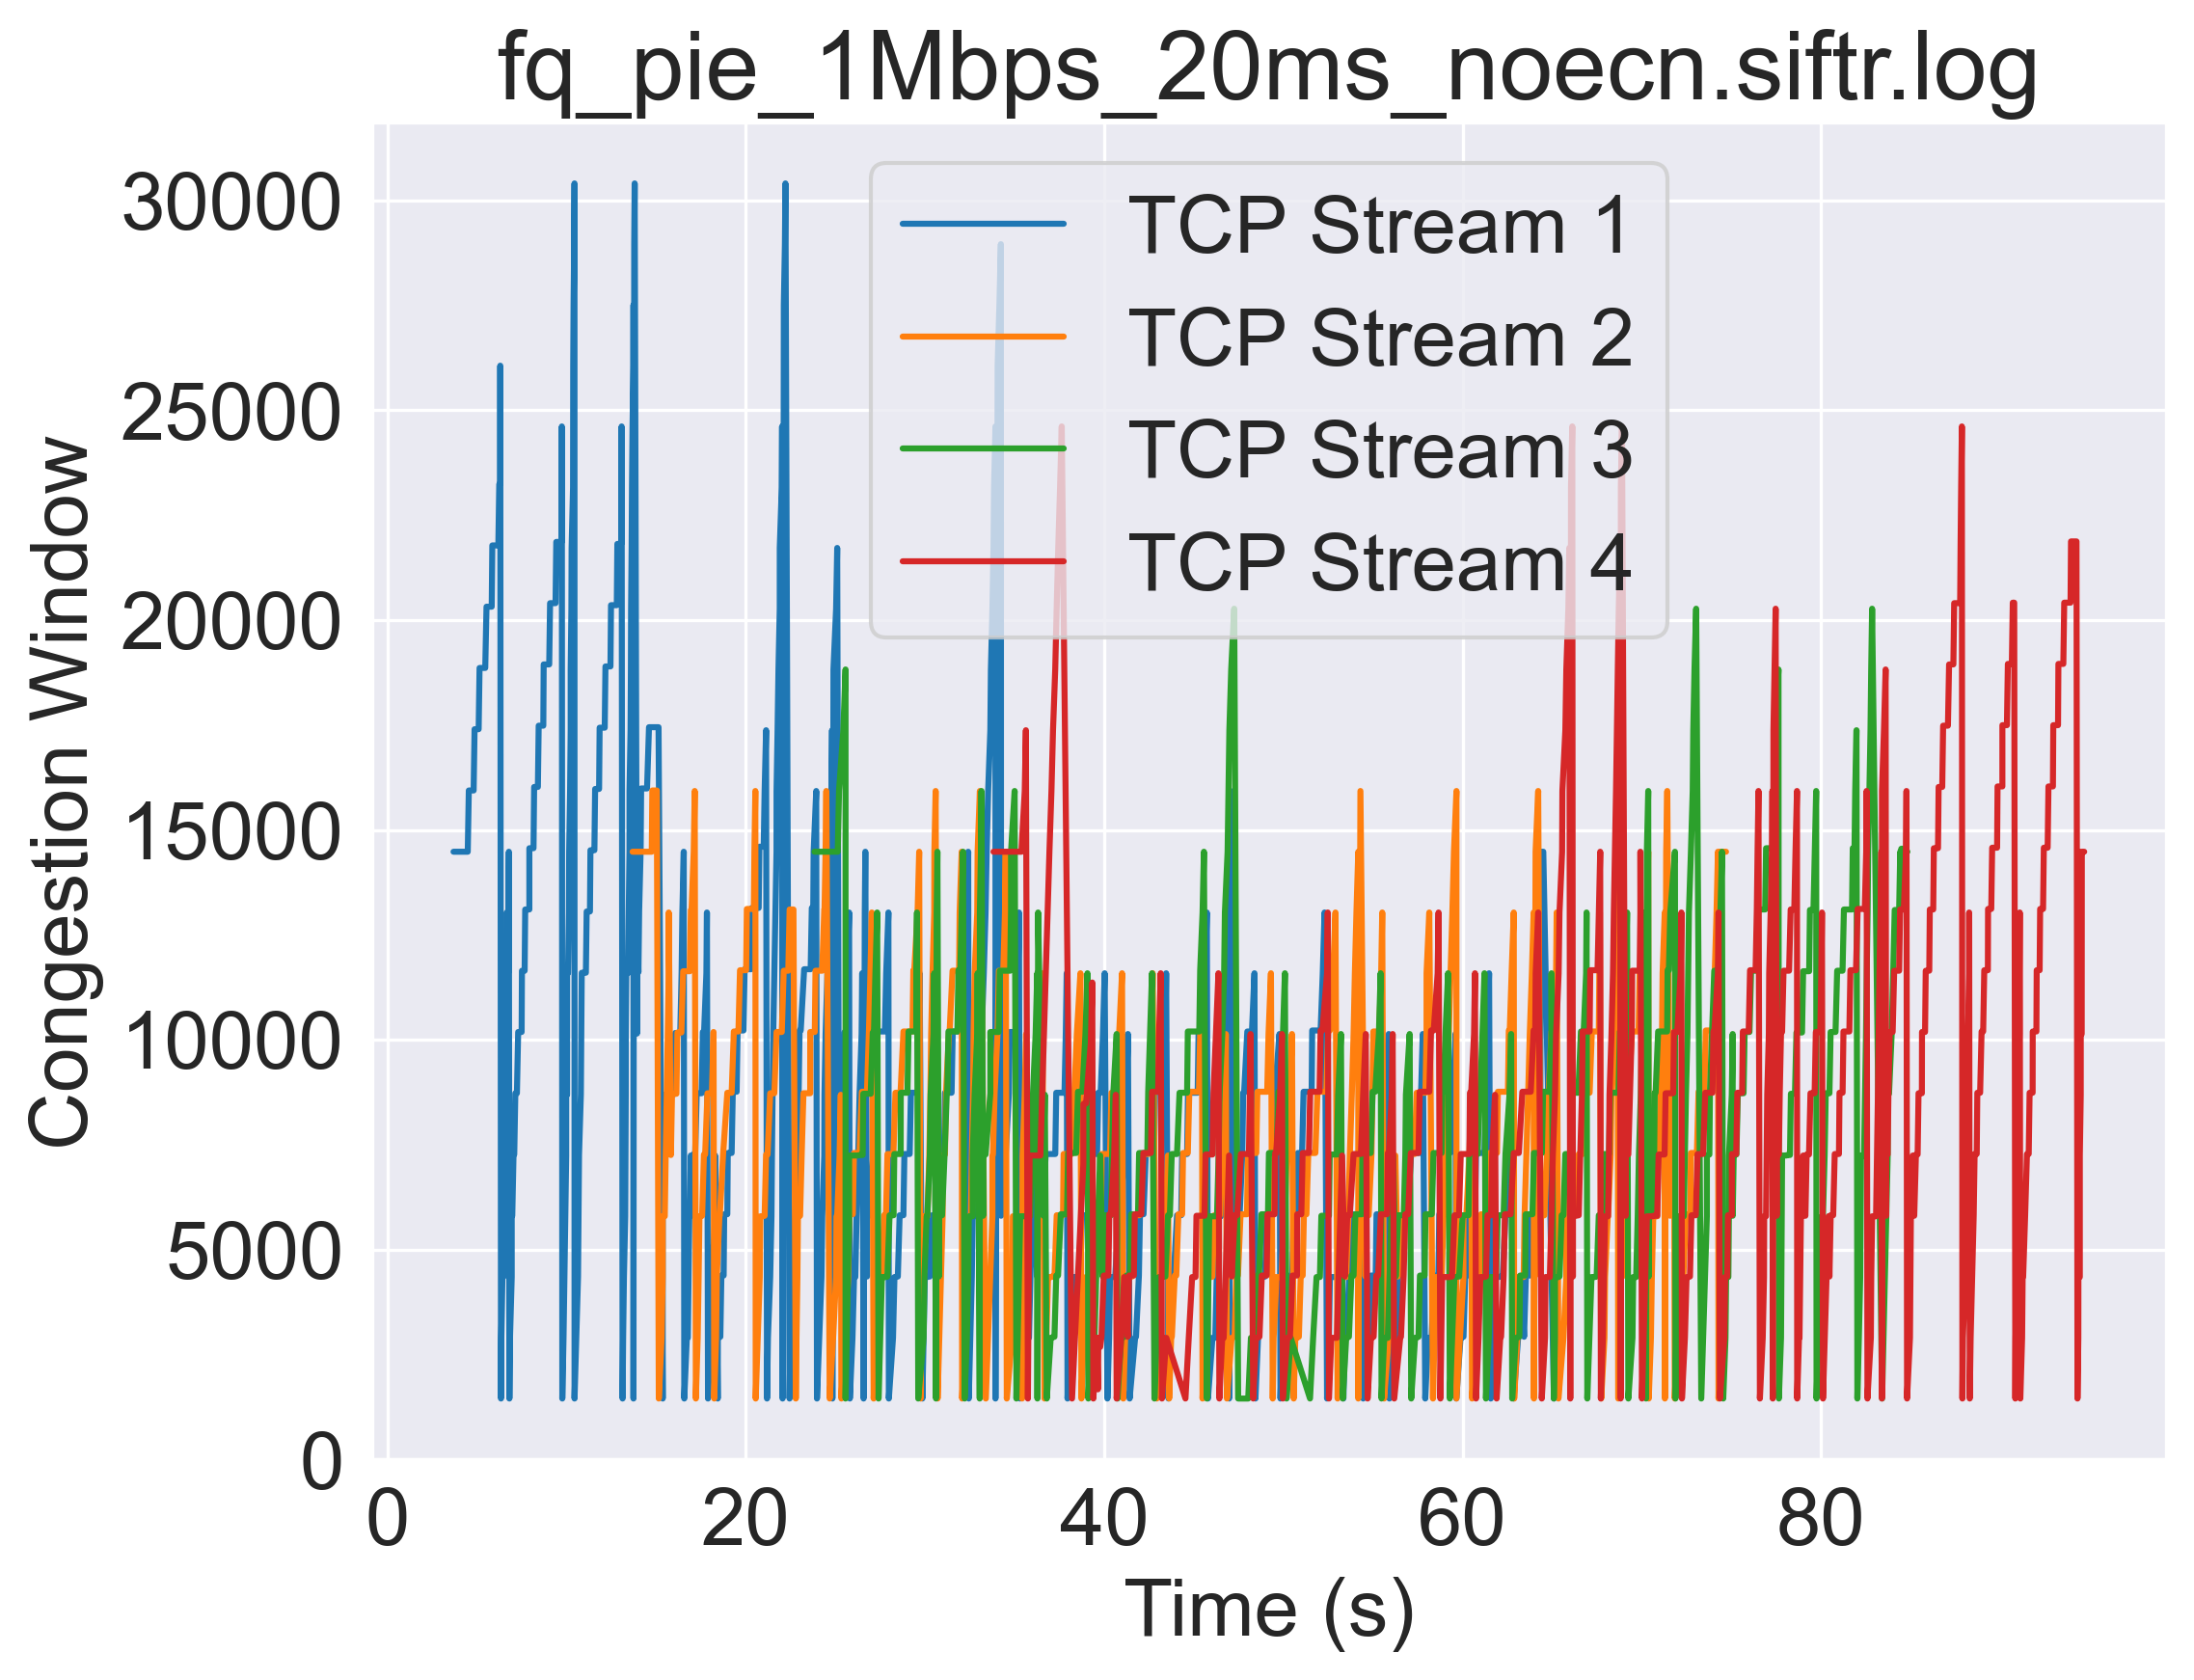 fq_pie_1Mbps_20ms_noecn.siftr.log
30000
25000
20000
15000
10000
5000
0
Congestion Window
TCP Stream 1
TCP Stream 2
TCP Stream 3
TCP Stream 4
0 20 40 60 80
Time (s)